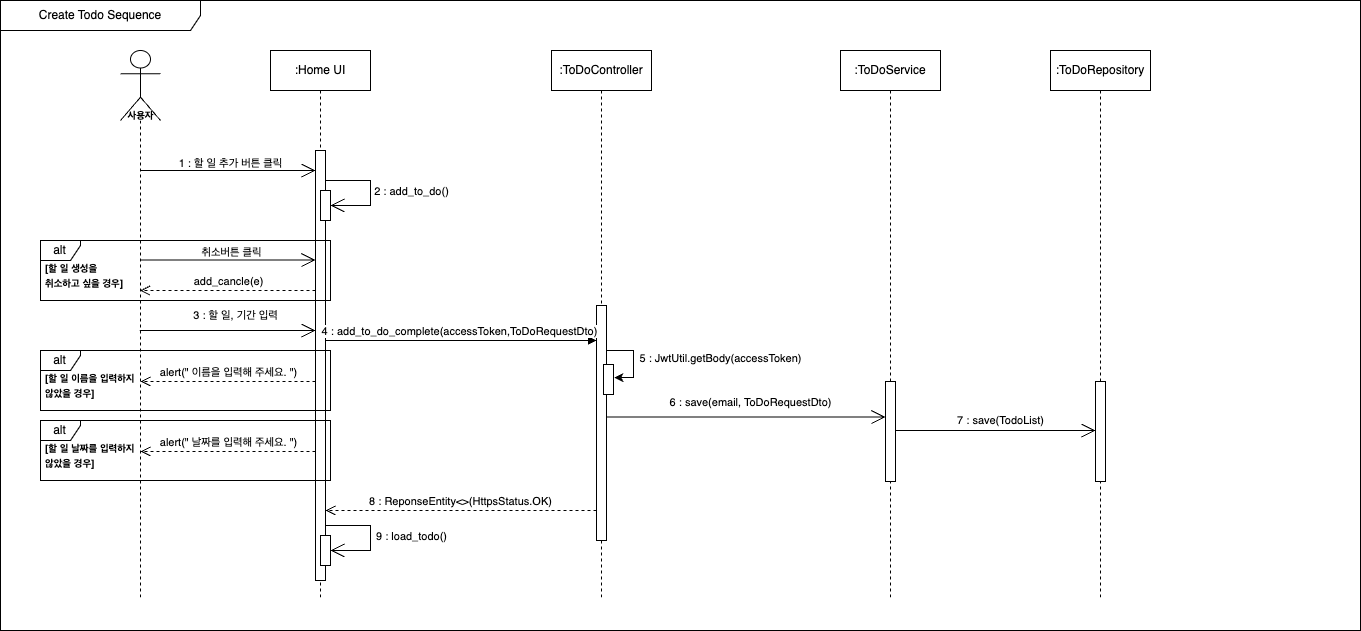 Create Todo Sequence
:Home UI
:ToDoController
:ToDoService
:ToDoRepository
사용자
1 : 할 일 추가 버튼 클릭
2 : add_to_do()
alt
취소버튼 클릭
[할 일 생성을
취소하고 싶을 경우]
add_cancle(e)
3 : 할 일, 기간 입력
4 : add_to_do_complete(accessToken,ToDoRequestDto)
alt
5 : JwtUtil.getBody(accessToken)
[할 일 이름을 입력하지
않았을 경우]
alert(" 이름을 입력해 주세요. ")
6 : save(email, ToDoRequestDto)
7 : save(TodoList)
alt
[할 일 날짜를 입력하지
않았을 경우]
alert(" 날짜를 입력해 주세요. ")
8 : ReponseEntity<>(HttpsStatus.OK)
9 : load_todo()